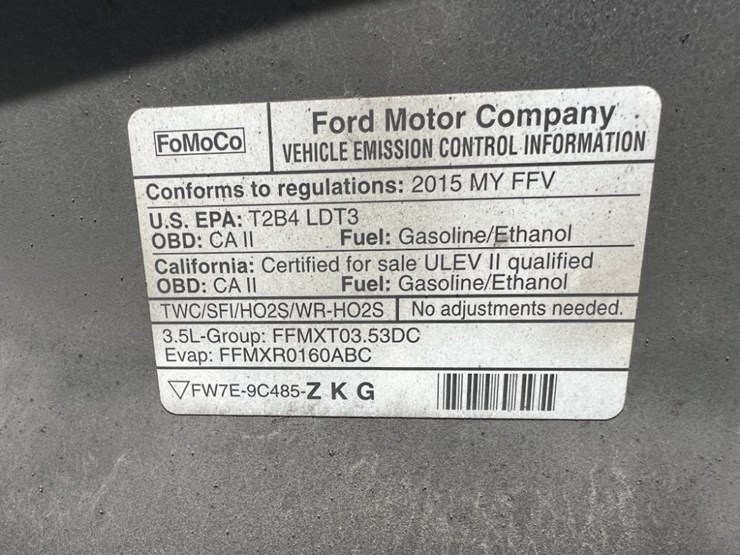 FoMoCo
Ford Motor Company
VEHICLE EMISSION CONTROL INFORMATION
Conforms to regulations: 2015 MY FFV
U.S. EPA: T2B4 LDT3
OBD: CA II Fuel: Gasoline/Ethanol
California: Certified for sale ULEV II qualified
OBD: CA II Fuel: Gasoline/Ethanol
TWC/SFI/HO2S/WR-HO2S No adjustments needed.
3.5L-Group: FFMXT03.53DC
Evap: FFMXR0160ABC
▽FW7E-9C485-Z K G